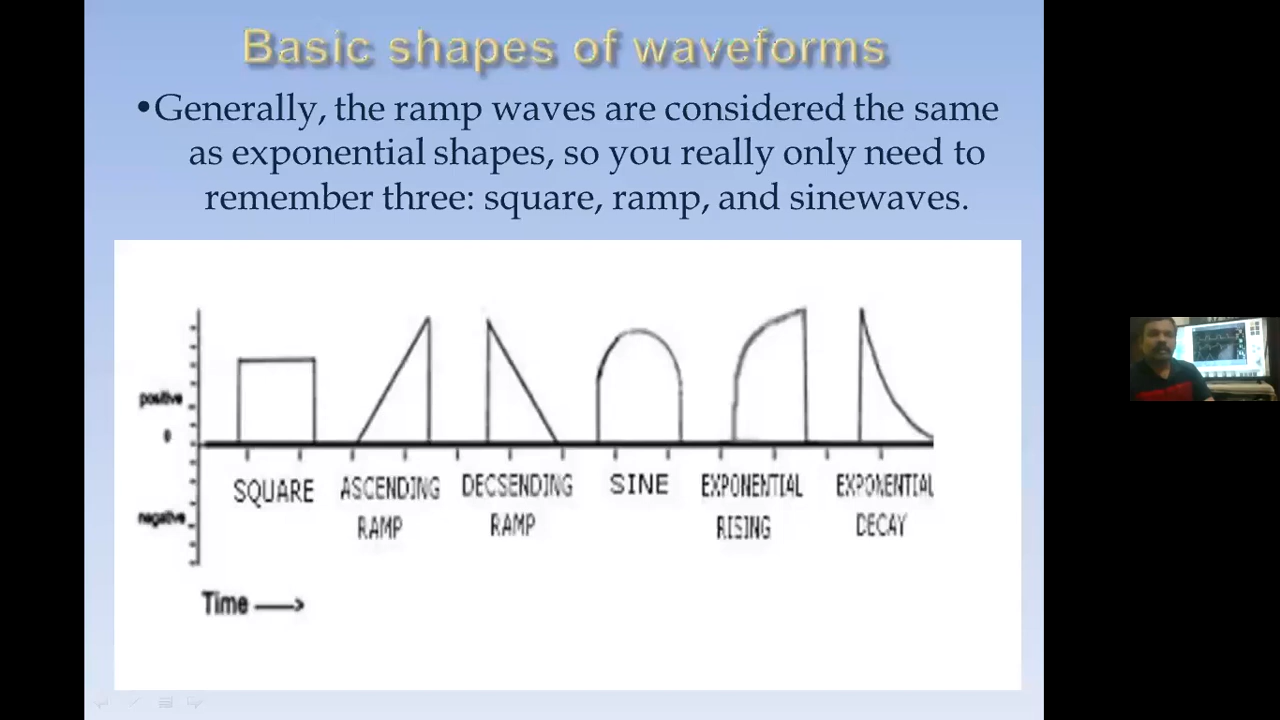 Basic shapes of waveforms
•Generally, the ramp waves are considered the same
as exponential shapes, so you really only need to
remember three: square, ramp, and sinewaves.
positive
0
negative
SQUARE
ASCENDING
RAMP
DECSENDING
RAMP
SINE
EXPONENTIAL
RISING
EXPONENTIAL
DECAY
Time